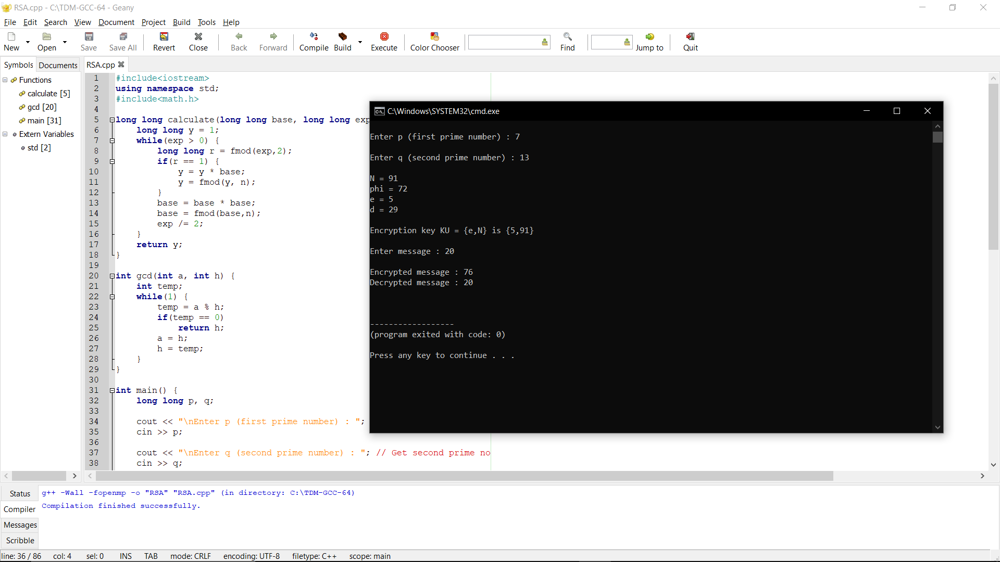 RSA.cpp - C:\TDM-GCC-64 - Geany
File Edit Search View Document Project Build Tools Help
New Open Save Save All Revert Close Back Forward Compile Build Execute Color Chooser Find Jump to Quit
Symbols Documents
Functions
calculate [5]
gcd [20]
main [31]
Extern Variables
std [2]
RSA.cpp
1 #include<iostream>
2 using namespace std;
3 #include<math.h>
4
5 long long calculate(long long base, long long exp
6 long long y = 1;
7 while(exp > 0) {
8 long long r = fmod(exp,2);
9 if(r == 1) {
10 y = y * base;
11 y = fmod(y, n);
12 }
13 base = base * base;
14 base = fmod(base,n);
15 exp /= 2;
16 }
17 return y;
18 }
19
20 int gcd(int a, int h) {
21 int temp;
22 while(1) {
23 temp = a % h;
24 if(temp == 0)
25 return h;
26 a = h;
27 h = temp;
28 }
29 }
30
31 int main() {
32 long long p, q;
33
34 cout << "\nEnter p (first prime number) : ";
35 cin >> p;
36
37 cout << "\nEnter q (second prime number) : "; // Get second prime no
38 cin >> q;
C:\Windows\SYSTEM32\cmd.exe
Enter p (first prime number) : 7
Enter q (second prime number) : 13
N = 91
phi = 72
e = 5
d = 29
Encryption key KU = {e,N} is {5,91}
Enter message : 20
Encrypted message : 76
Decrypted message : 20
------------------
(program exited with code: 0)
Press any key to continue . . .
Status
Compiler
Messages
Scribble
g++ -Wall -fopenmp -o "RSA" "RSA.cpp" (in directory: C:\TDM-GCC-64)
Compilation finished successfully.
line: 36 / 86 col: 4 sel: 0 INS TAB mode: CRLF encoding: UTF-8 filetype: C++ scope: main